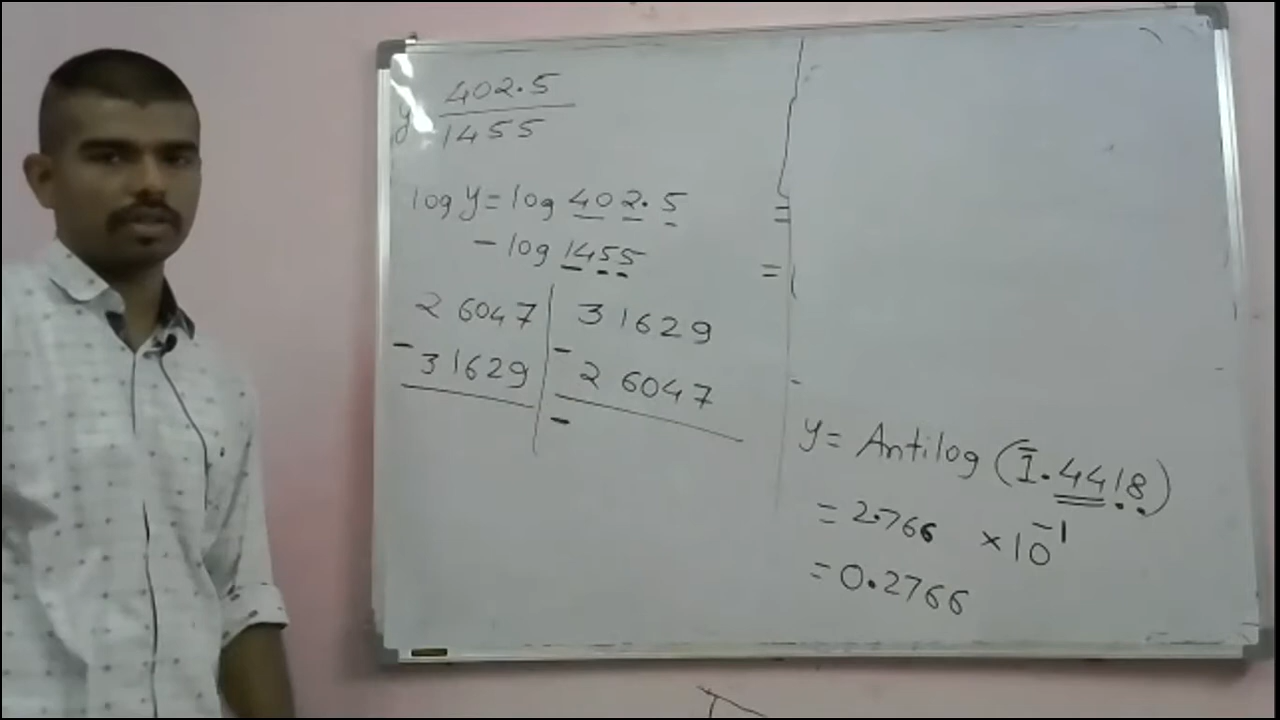 y 402.5
1455
log y = log 402.5 =
- log 1455 =
2 6047 | 3 1629
- 3 1629 | - 2 6047
-
y = Antilog (1̄.4418)
= 2.766 × 10⁻¹
= 0.2766